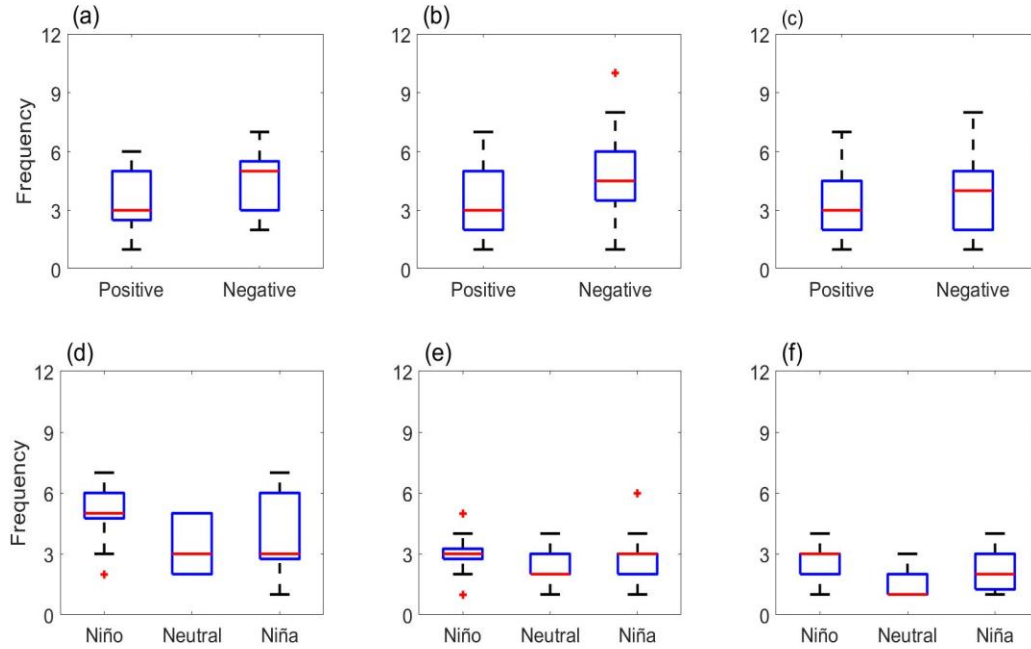 (a)
(b)
(c)
12
9
6
3
0
Frequency
Positive
Negative
12
9
6
3
0
Positive
Negative
12
9
6
3
0
Positive
Negative
(d)
(e)
(f)
12
9
6
3
0
Frequency
Niño
Neutral
Niña
12
9
6
3
0
Niño
Neutral
Niña
12
9
6
3
0
Niño
Neutral
Niña